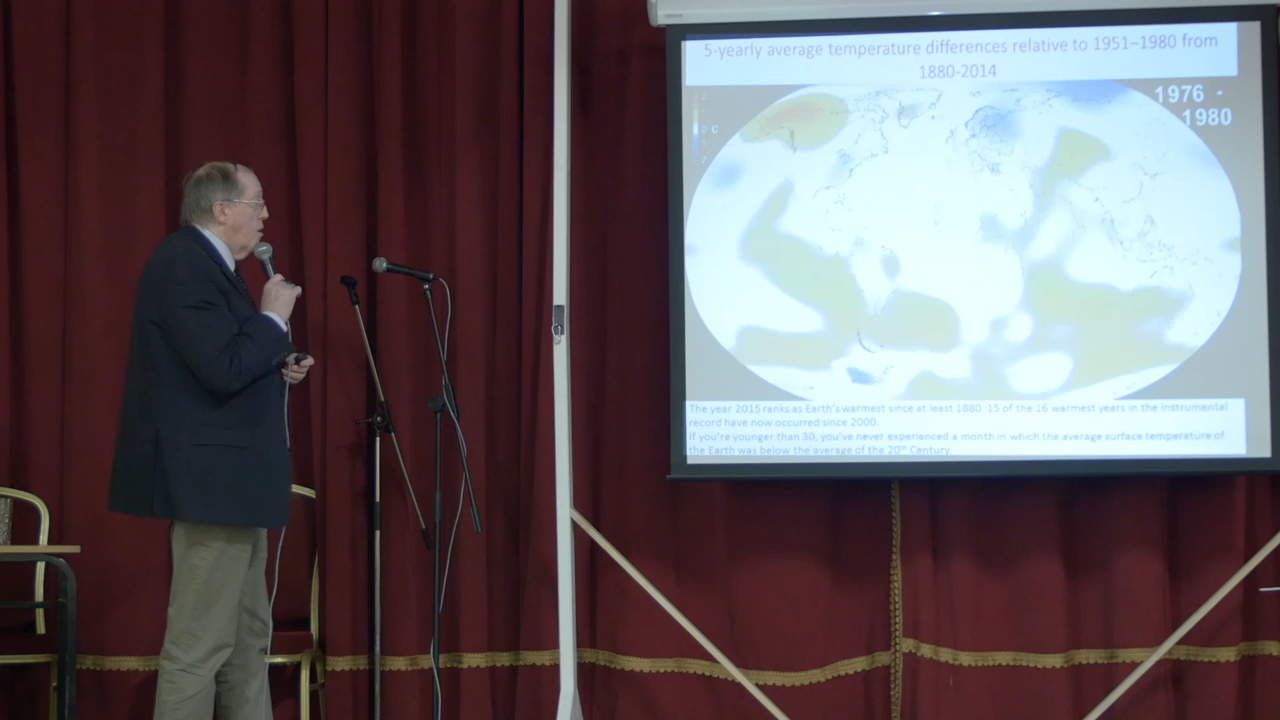 5-yearly average temperature differences relative to 1951–1980 from
1880-2014
1976 -
1980
C
The year 2015 ranks as Earth's warmest since at least 1880. 15 of the 16 warmest years in the instrumental
record have now occurred since 2000.
If you're younger than 30, you've never experienced a month in which the average surface temperature of
the Earth was below the average of the 20th Century.